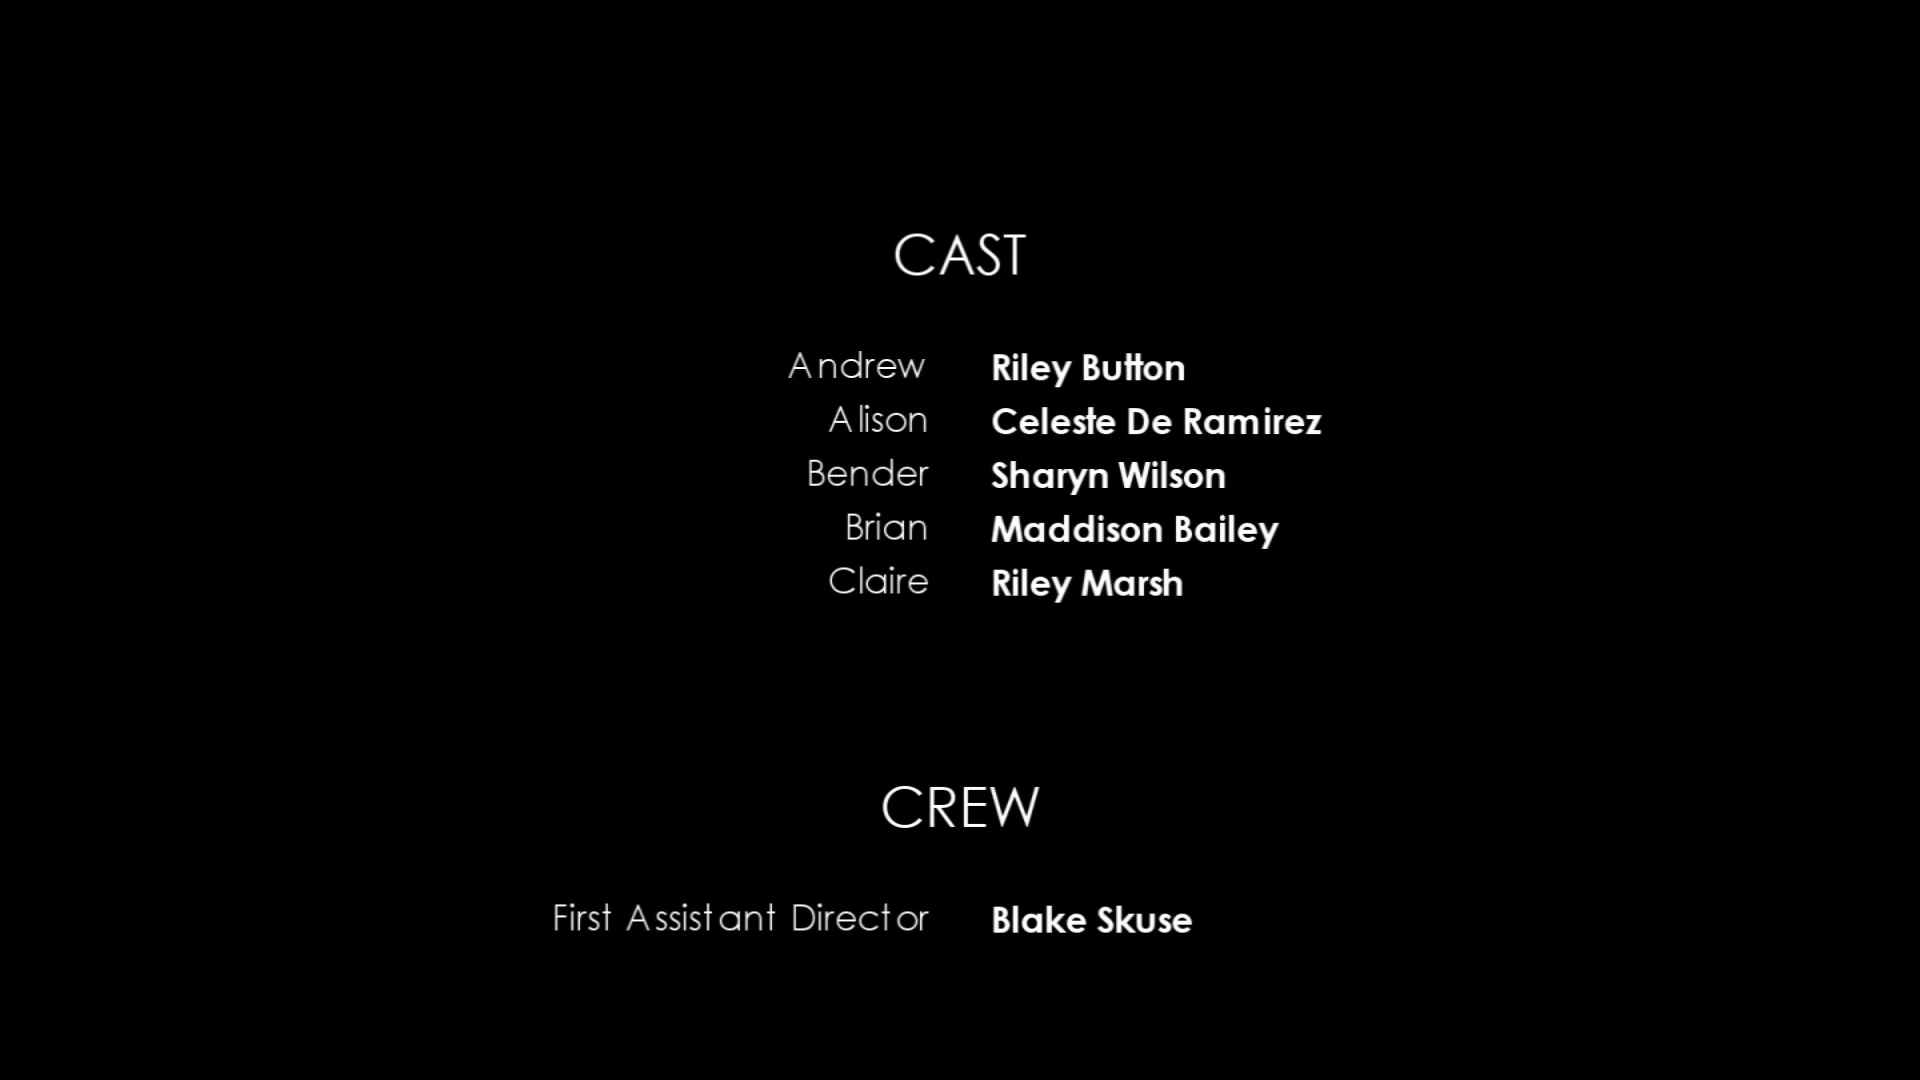 CAST
Andrew Riley Button
Alison Celeste De Ramirez
Bender Sharyn Wilson
Brian Maddison Bailey
Claire Riley Marsh
CREW
First Assistant Director Blake Skuse